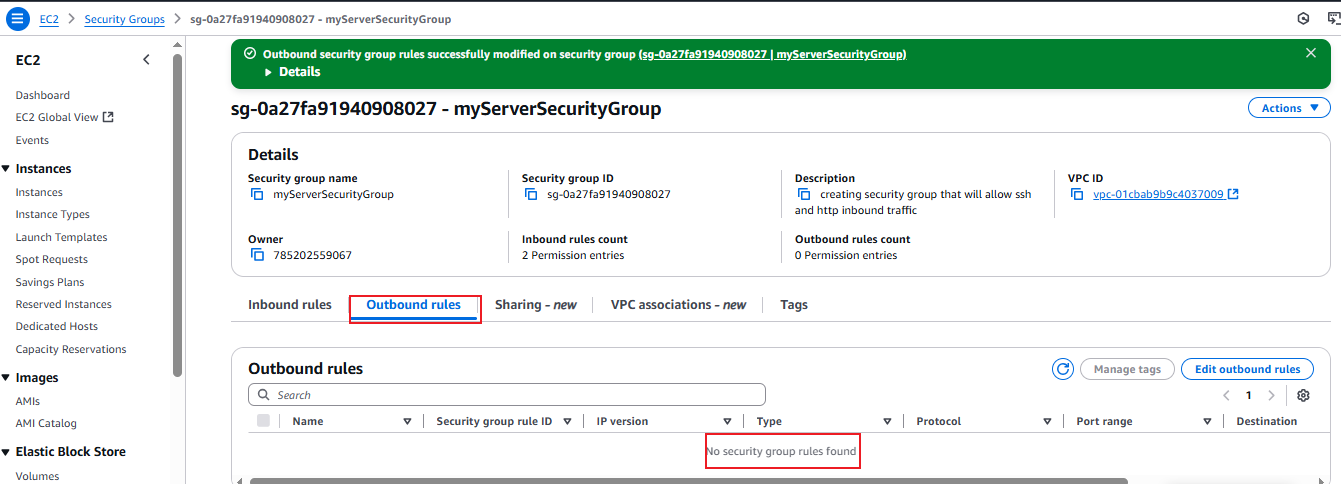 EC2 > Security Groups > sg-0a27fa91940908027 - myServerSecurityGroup
EC2
Dashboard
EC2 Global View
Events
Instances
Instances
Instance Types
Launch Templates
Spot Requests
Savings Plans
Reserved Instances
Dedicated Hosts
Capacity Reservations
Images
AMIs
AMI Catalog
Elastic Block Store
Volumes
Outbound security group rules successfully modified on security group (sg-0a27fa91940908027 | myServerSecurityGroup)
Details
sg-0a27fa91940908027 - myServerSecurityGroup
Actions
Details
Security group name
myServerSecurityGroup
Security group ID
sg-0a27fa91940908027
Description
creating security group that will allow ssh
and http inbound traffic
VPC ID
vpc-01cbab9b9c4037009
Owner
785202559067
Inbound rules count
2 Permission entries
Outbound rules count
0 Permission entries
Inbound rules Outbound rules Sharing - new VPC associations - new Tags
Outbound rules
Manage tags
Edit outbound rules
Search
1
Name Security group rule ID IP version Type Protocol Port range Destination
No security group rules found